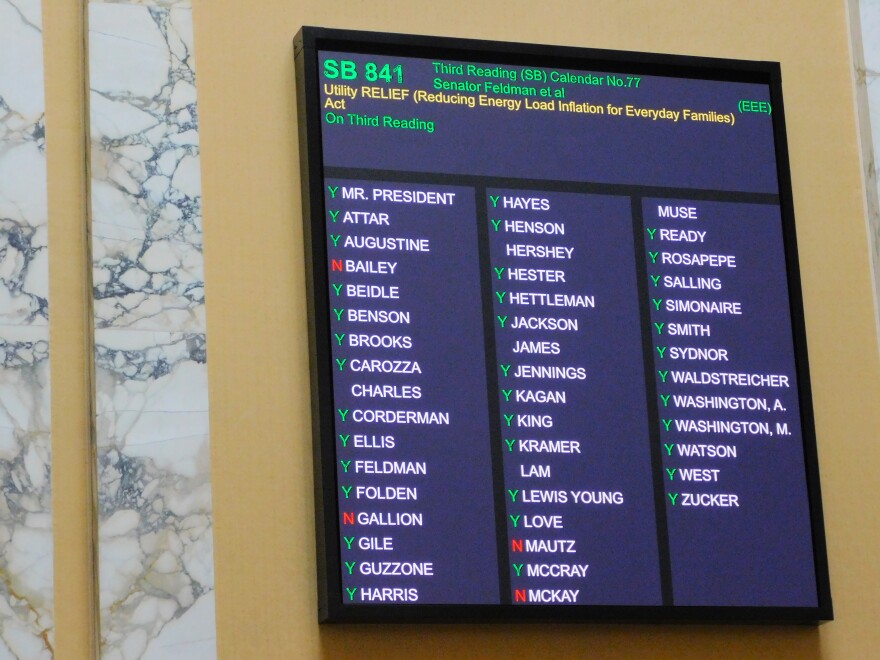 SB 841 Third Reading (SB) Calendar No.77
Senator Feldman et al
(EEE)
Utility RELIEF (Reducing Energy Load Inflation for Everyday Families)
Act
On Third Reading
Y MR. PRESIDENT
Y ATTAR
Y AUGUSTINE
N BAILEY
Y BEIDLE
Y BENSON
Y BROOKS
Y CAROZZA
CHARLES
Y CORDERMAN
Y ELLIS
Y FELDMAN
Y FOLDEN
N GALLION
Y GILE
Y GUZZONE
Y HARRIS
Y HAYES
Y HENSON
HERSHEY
Y HESTER
Y HETTLEMAN
Y JACKSON
JAMES
Y JENNINGS
Y KAGAN
Y KING
Y KRAMER
LAM
Y LEWIS YOUNG
Y LOVE
N MAUTZ
Y MCCRAY
N MCKAY
MUSE
Y READY
Y ROSAPEPE
Y SALLING
Y SIMONAIRE
Y SMITH
Y SYDNOR
Y WALDSTREICHER
Y WASHINGTON, A.
Y WASHINGTON, M.
Y WATSON
Y WEST
Y ZUCKER